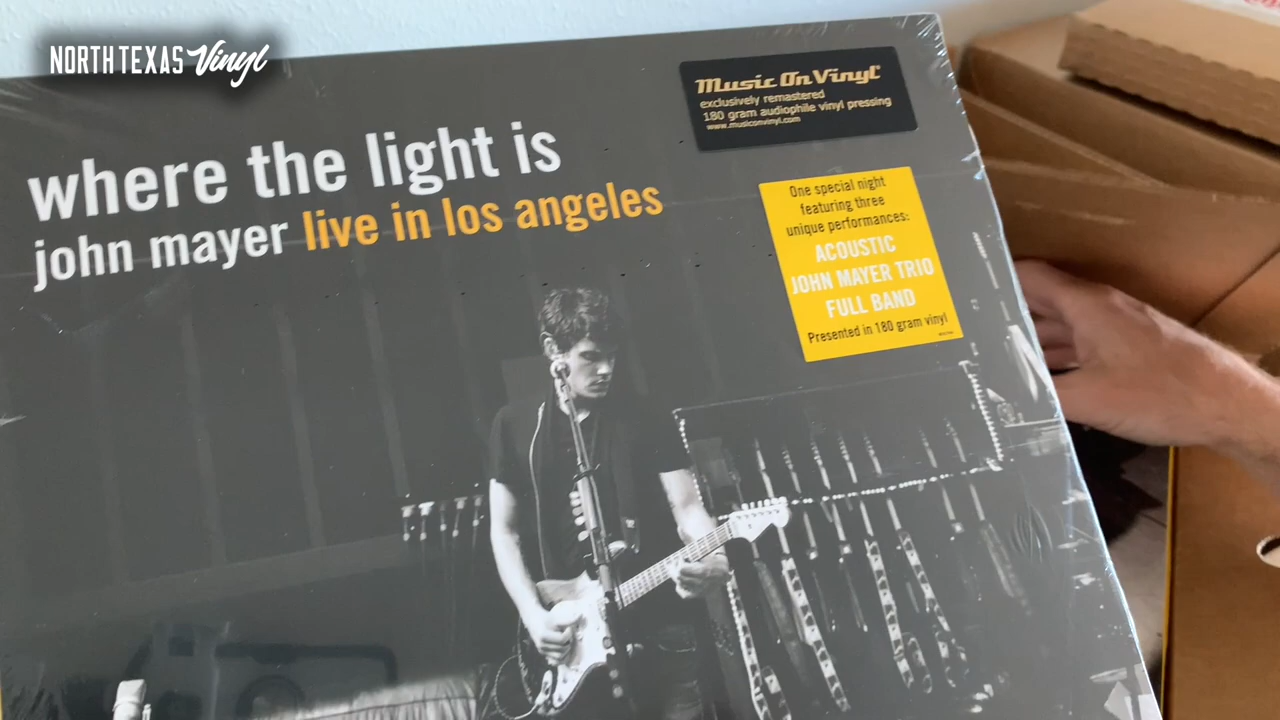 NORTH TEXAS Vinyl
where the light is
john mayer live in los angeles
Music On Vinyl
exclusively remastered
180 gram audiophile vinyl pressing
www.musiconvinyl.com
One special night
featuring three
unique performances:
ACOUSTIC
JOHN MAYER TRIO
FULL BAND
Presented in 180 gram vinyl